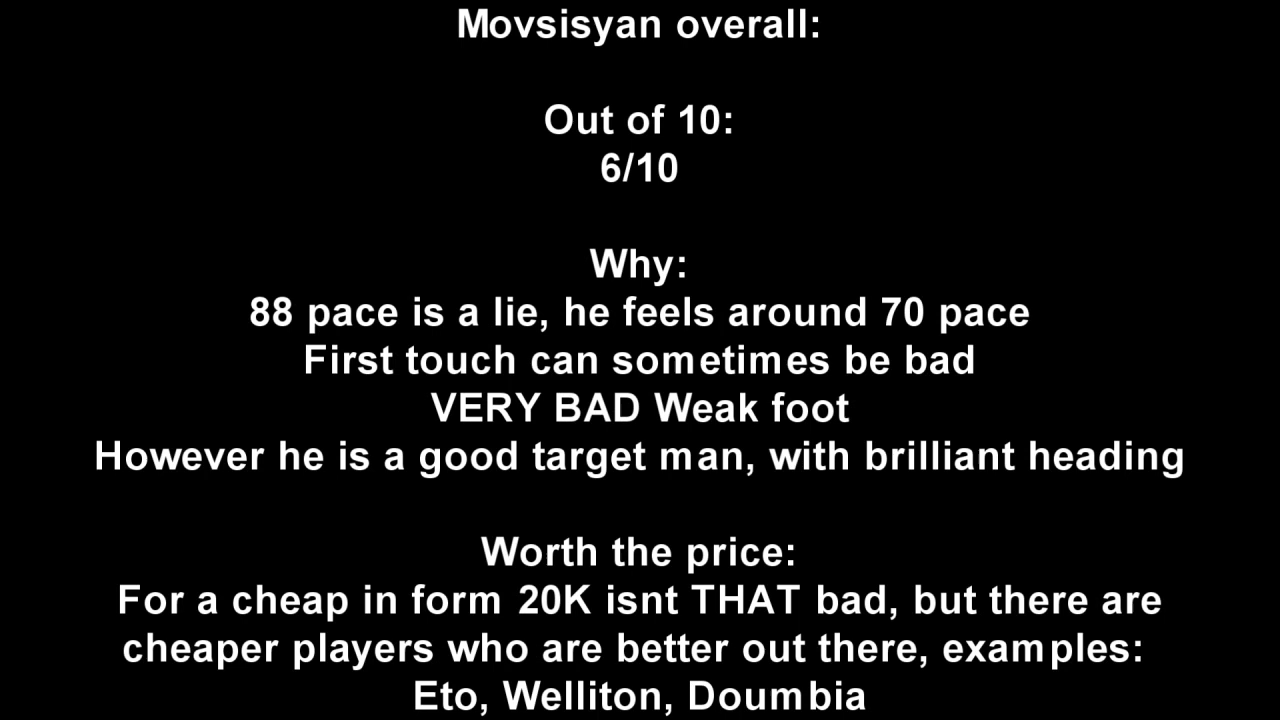 Movsisyan overall:
Out of 10:
6/10
Why:
88 pace is a lie, he feels around 70 pace
First touch can sometimes be bad
VERY BAD Weak foot
However he is a good target man, with brilliant heading
Worth the price:
For a cheap in form 20K isnt THAT bad, but there are
cheaper players who are better out there, examples:
Eto, Welliton, Doumbia